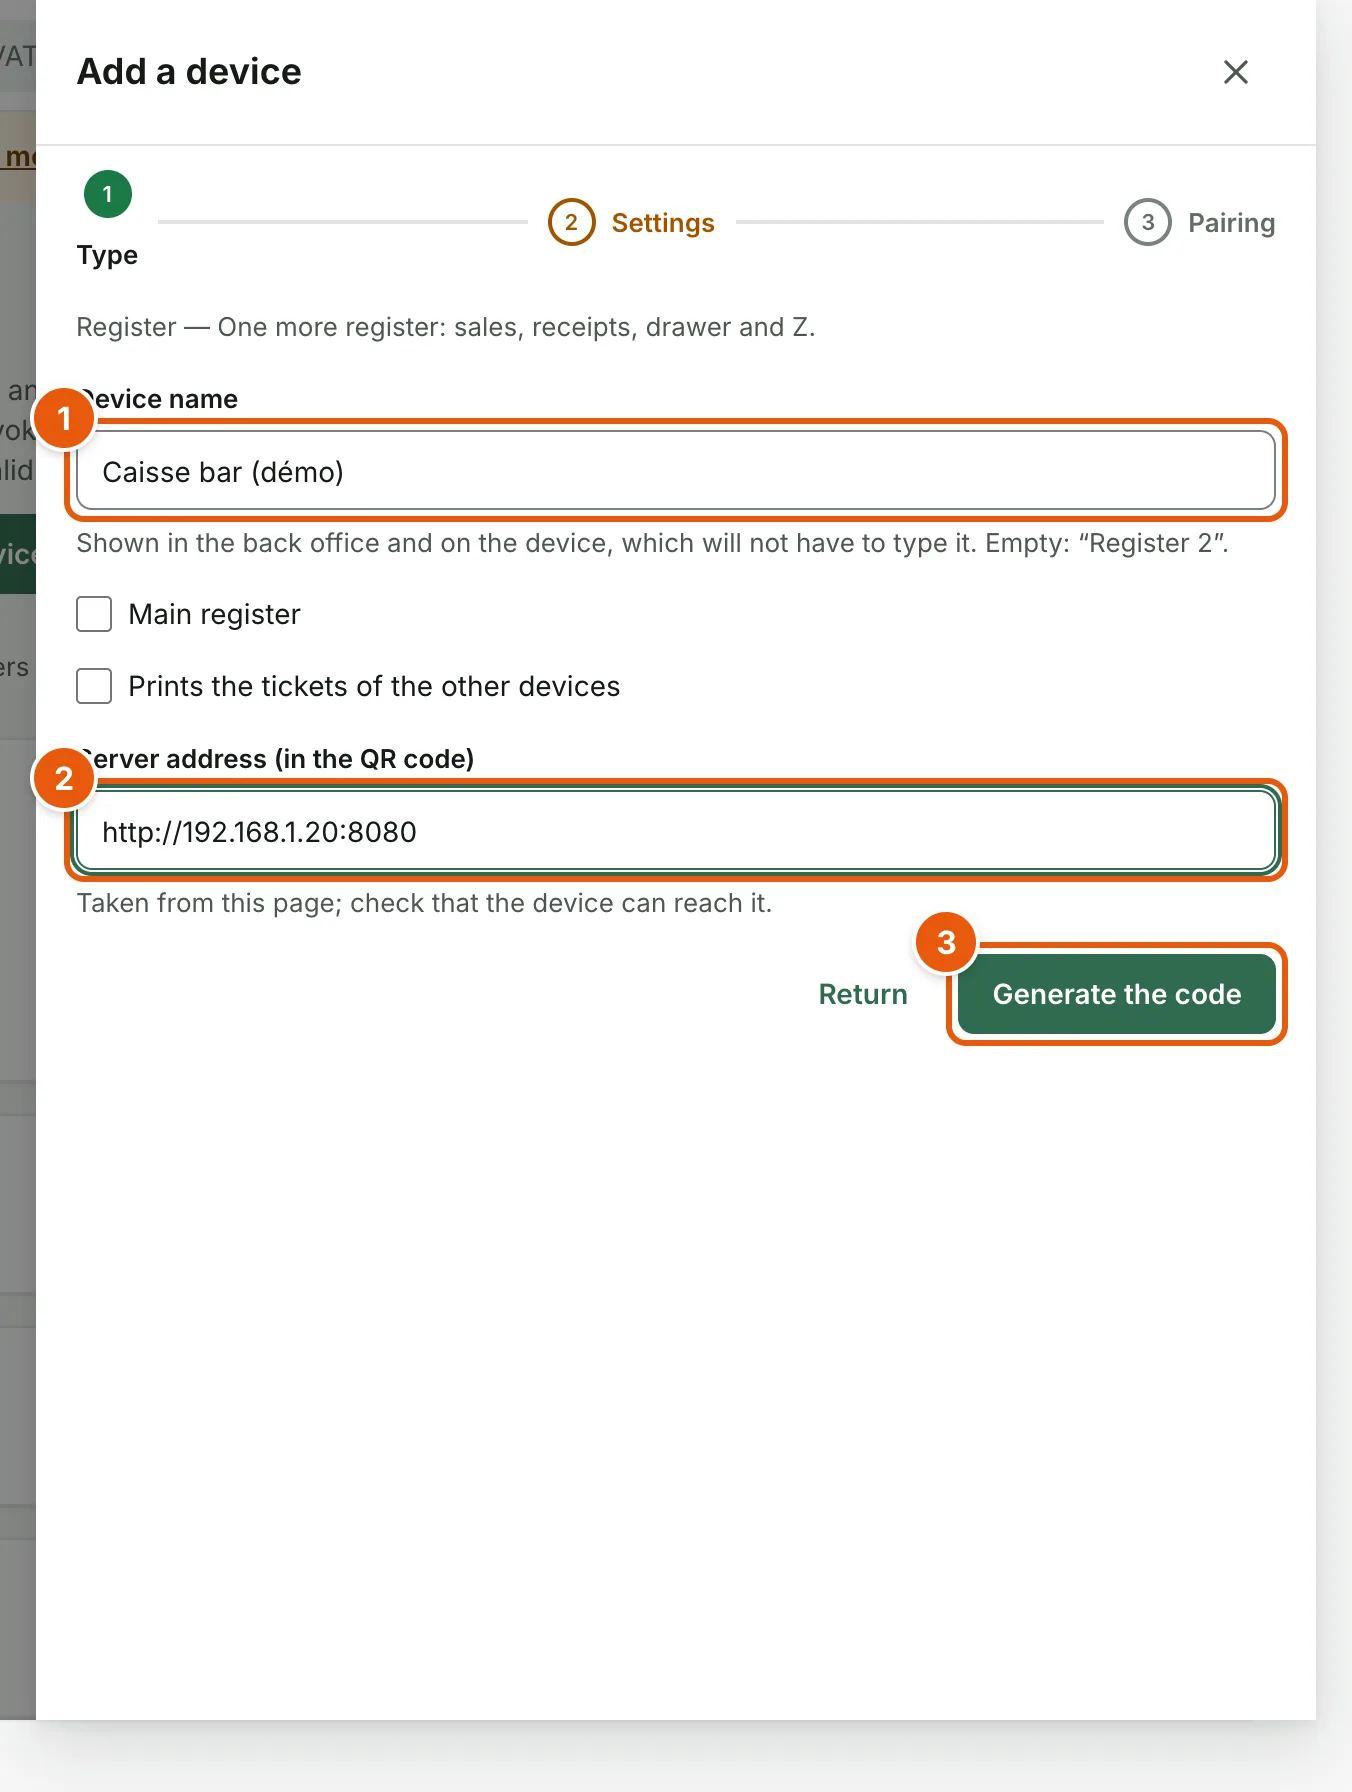 Add a device
1
Type
2 Settings
3 Pairing
Register — One more register: sales, receipts, drawer and Z.
1
Device name
Caisse bar (démo)
Shown in the back office and on the device, which will not have to type it. Empty: “Register 2”.
Main register
Prints the tickets of the other devices
2
Server address (in the QR code)
http://192.168.1.20:8080
Taken from this page; check that the device can reach it.
3
Return
Generate the code